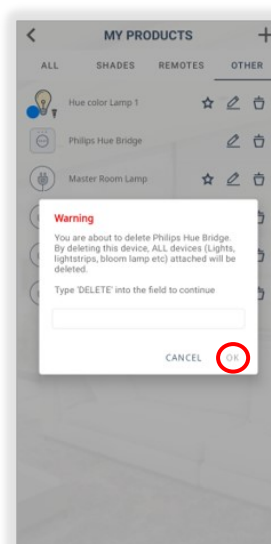 MY PRODUCTS
ALL SHADES REMOTES OTHER
Hue color Lamp 1
Philips Hue Bridge
Master Room Lamp
Warning
You are about to delete Philips Hue Bridge.
By deleting this device, ALL devices (Lights,
lightstrips, bloom lamp etc) attached will be
deleted.
Type 'DELETE' into the field to continue
CANCEL OK